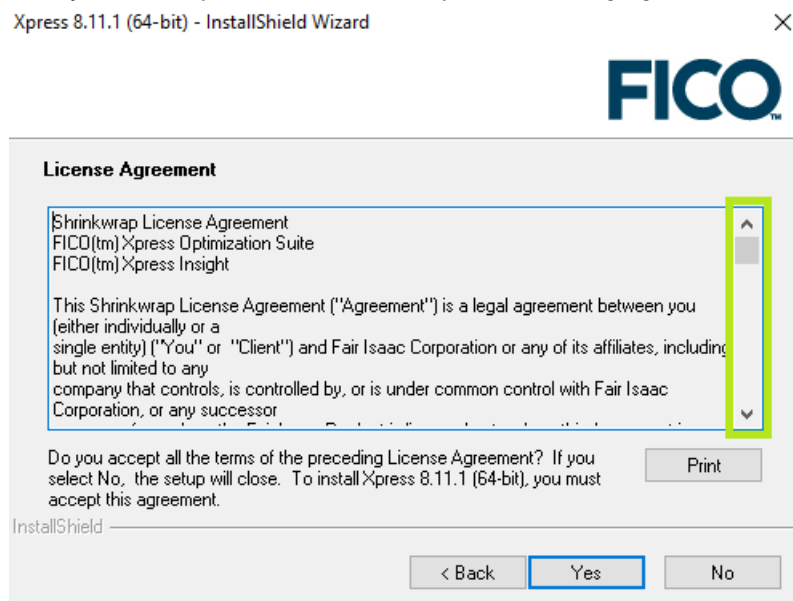 Xpress 8.11.1 (64-bit) - InstallShield Wizard
FICO
TM
License Agreement
Shrinkwrap License Agreement
FICO(tm) Xpress Optimization Suite
FICO(tm) Xpress Insight
This Shrinkwrap License Agreement ("Agreement") is a legal agreement between you
(either individually or a
single entity) ("You" or "Client") and Fair Isaac Corporation or any of its affiliates, including
but not limited to any
company that controls, is controlled by, or is under common control with Fair Isaac
Corporation, or any successor
Do you accept all the terms of the preceding License Agreement? If you
select No, the setup will close. To install Xpress 8.11.1 (64-bit), you must
accept this agreement.
Print
InstallShield
< Back
Yes
No